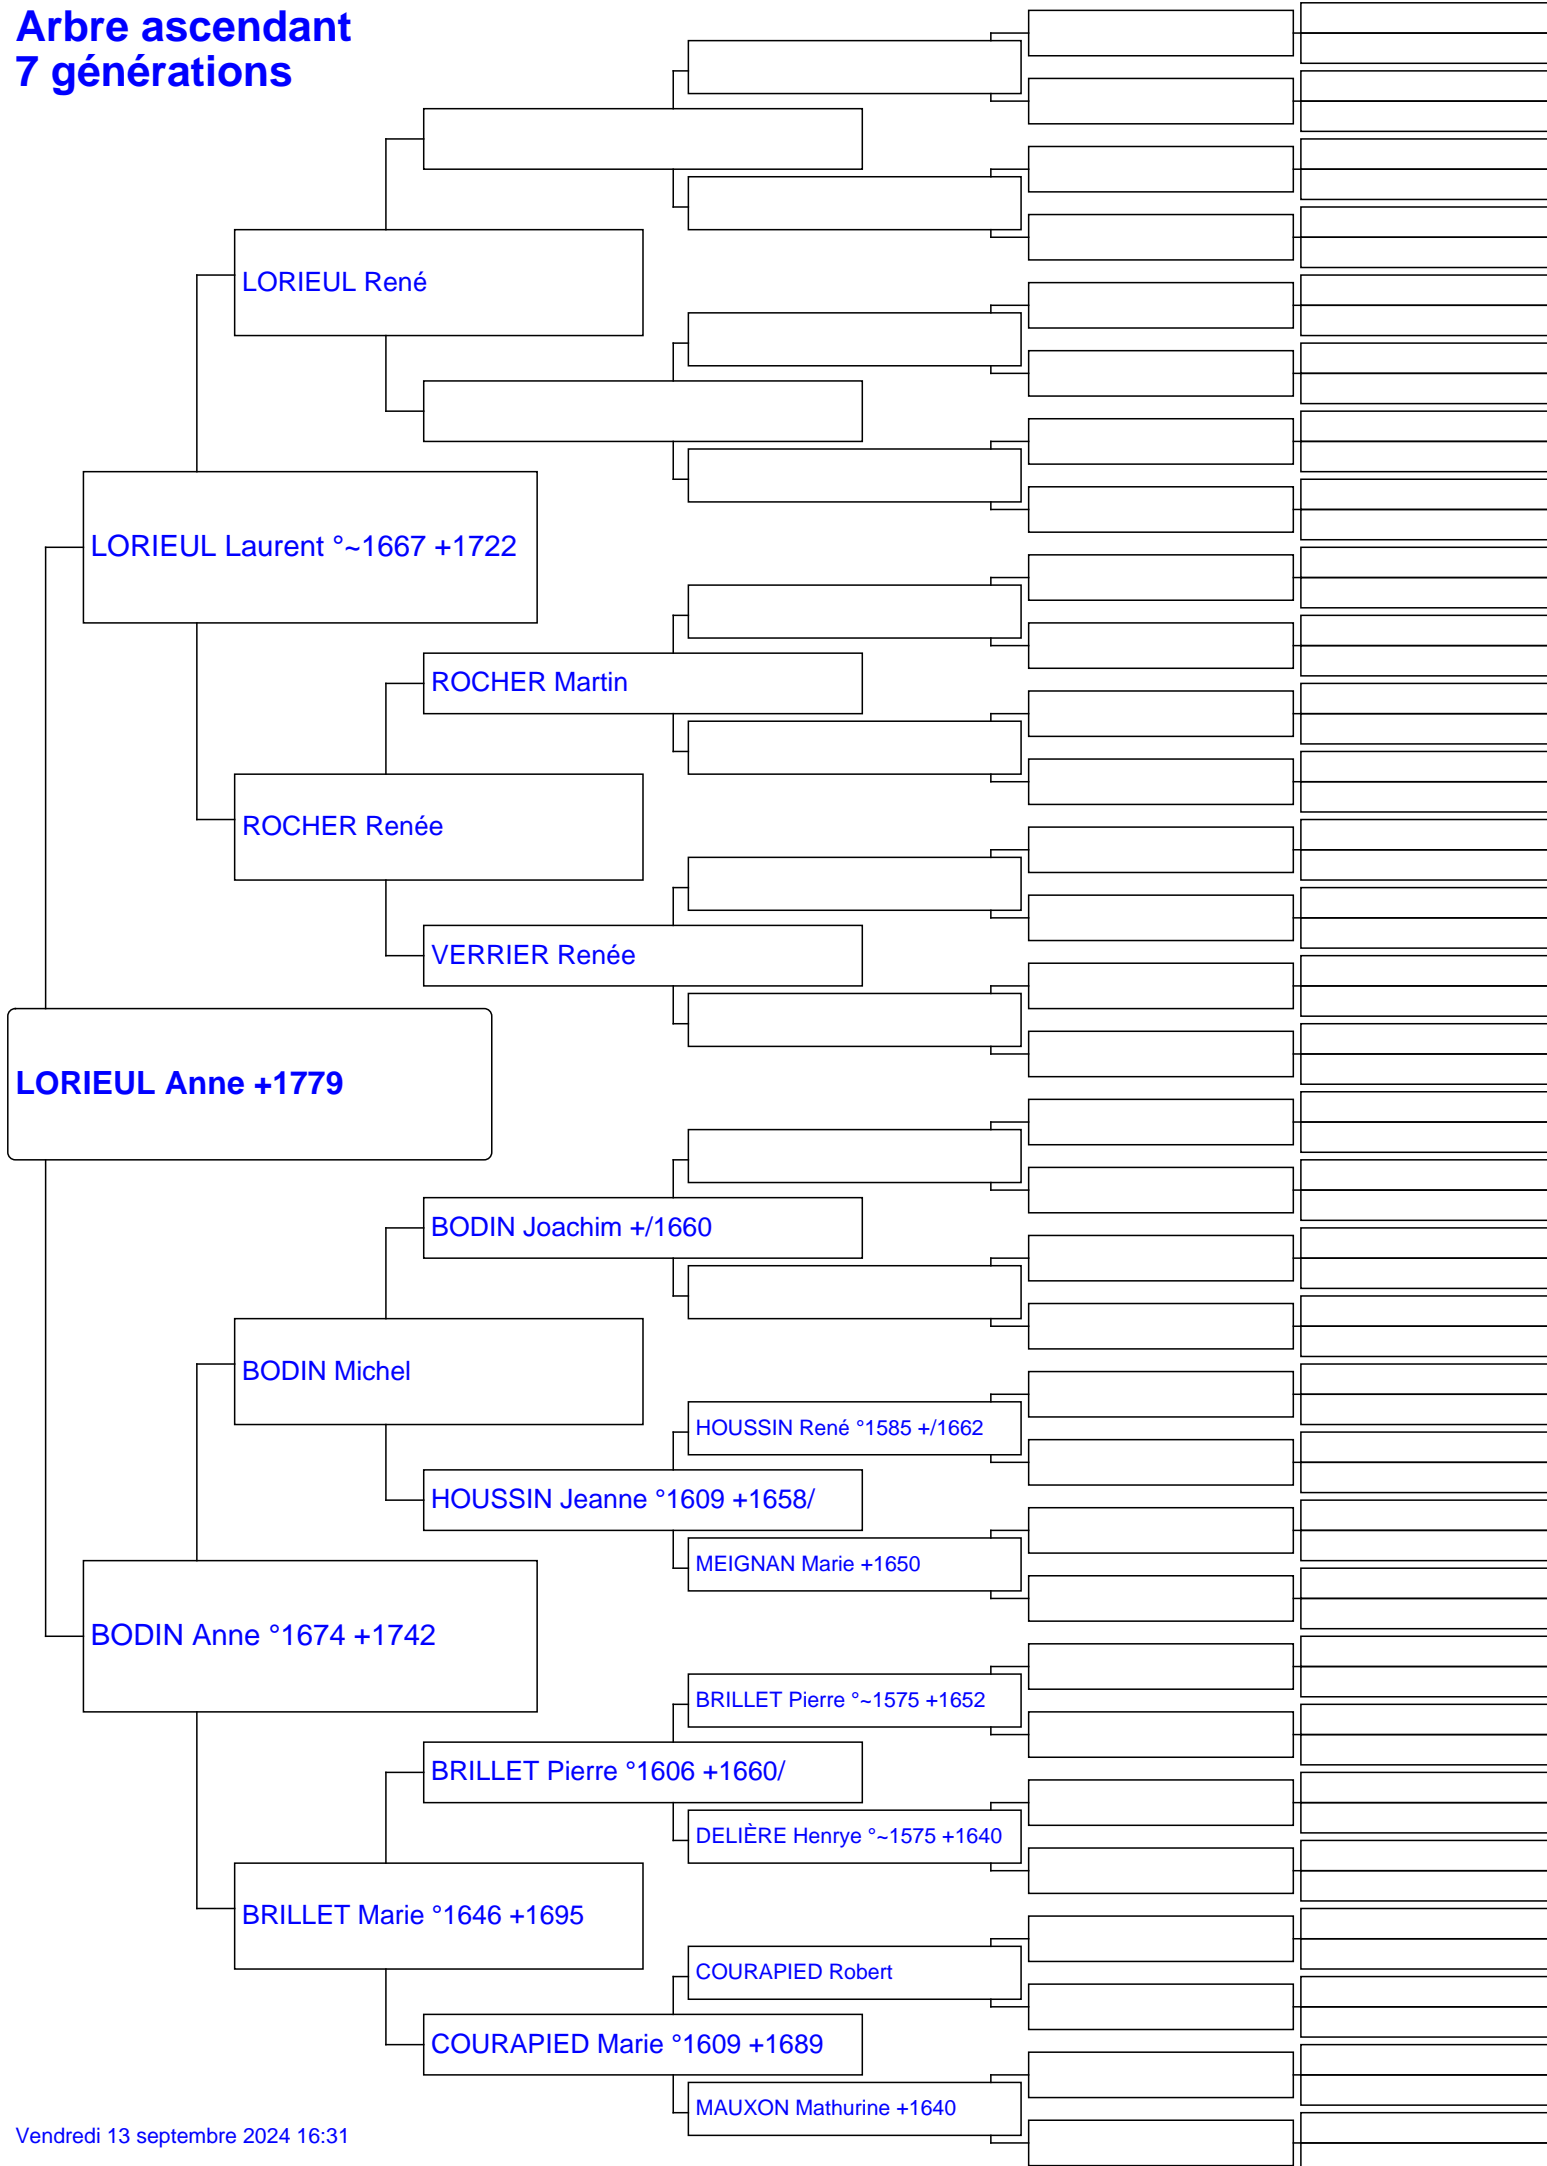 Arbre ascendant
7 générations
LORIEUL René
LORIEUL Laurent °~1667 +1722
ROCHER Martin
ROCHER Renée
VERRIER Renée
LORIEUL Anne +1779
BODIN Joachim +/1660
BODIN Michel
HOUSSIN René °1585 +/1662
HOUSSIN Jeanne °1609 +1658/
MEIGNAN Marie +1650
BODIN Anne °1674 +1742
BRILLET Pierre °~1575 +1652
BRILLET Pierre °1606 +1660/
DELIÈRE Henrye °~1575 +1640
BRILLET Marie °1646 +1695
COURAPIED Robert
COURAPIED Marie °1609 +1689
MAUXON Mathurine +1640
Vendredi 13 septembre 2024 16:31